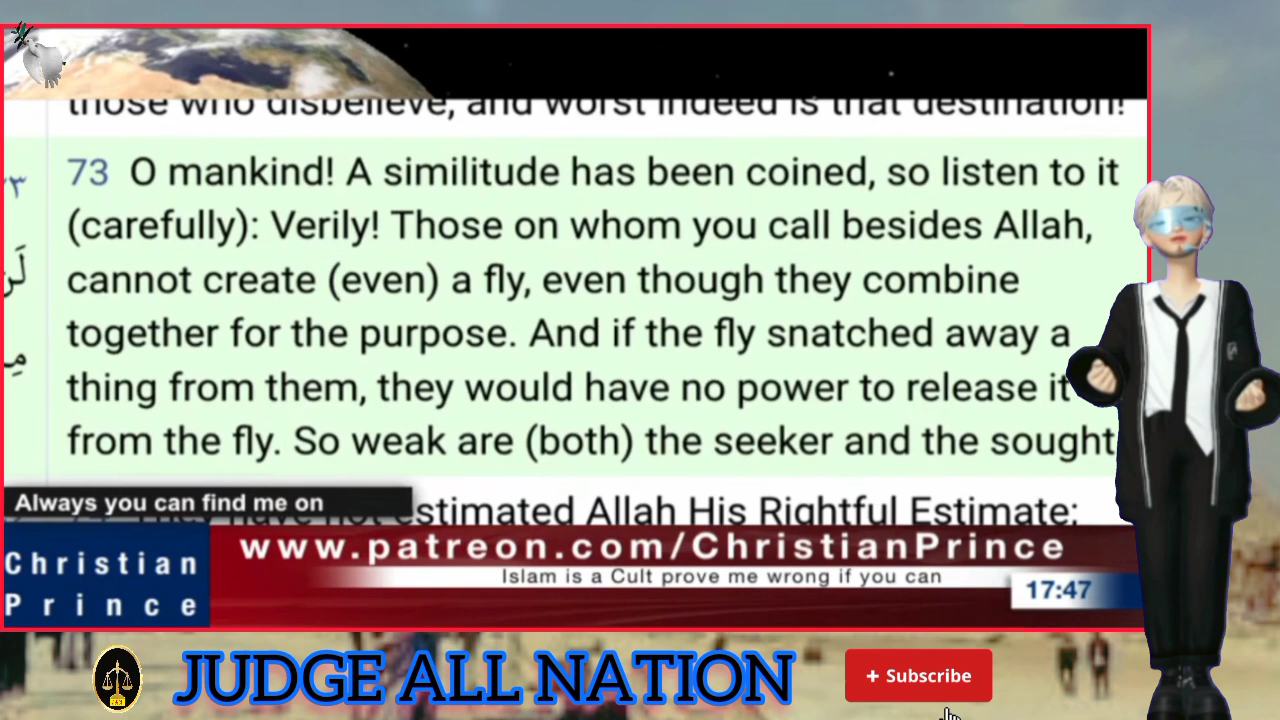 those who disbelieve, and worst indeed is that destination!
73 O mankind! A similitude has been coined, so listen to it
(carefully): Verily! Those on whom you call besides Allah,
cannot create (even) a fly, even though they combine
together for the purpose. And if the fly snatched away a
thing from them, they would have no power to release it
from the fly. So weak are (both) the seeker and the sought
They have not estimated Allah His Rightful Estimate;
Always you can find me on
www.patreon.com/ChristianPrince
Christian
Prince
Islam is a Cult prove me wrong if you can
17:47
JUDGE ALL NATION
+ Subscribe